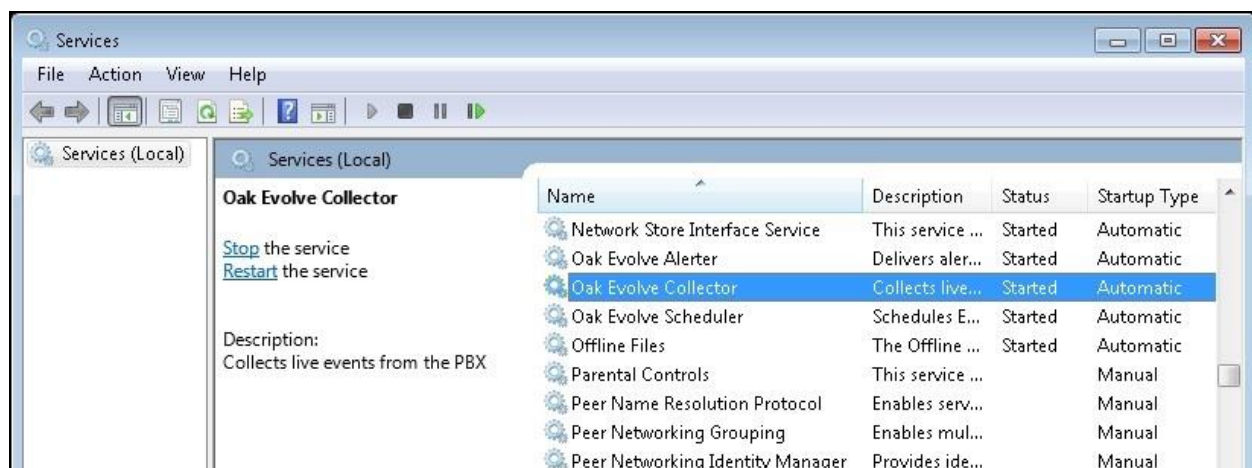 Services
File Action View Help
Services (Local)
Services (Local)
Oak Evolve Collector
Stop the service
Restart the service
Description:
Collects live events from the PBX
Name Description Status Startup Type
Network Store Interface Service This service ... Started Automatic
Oak Evolve Alerter Delivers aler... Started Automatic
Oak Evolve Collector Collects live... Started Automatic
Oak Evolve Scheduler Schedules E... Started Automatic
Offline Files The Offline ... Started Automatic
Parental Controls This service ... Manual
Peer Name Resolution Protocol Enables serv... Manual
Peer Networking Grouping Enables mul... Manual
Peer Networking Identity Manager Provides ide... Manual